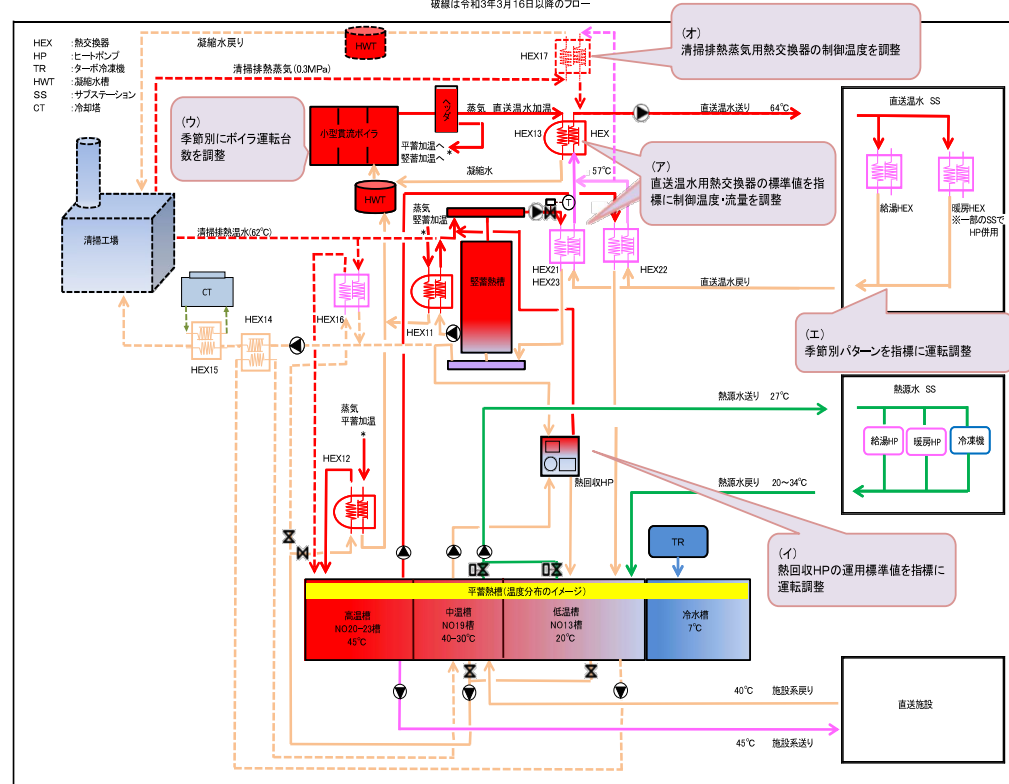 破線は令和3年3月16日以降のフロー
HEX :熱交換器
HP :ヒートポンプ
TR :ターボ冷凍機
HWT :凝縮水槽
SS :サブステーション
CT :冷却塔
凝縮水戻り
HWT
HEX17
(オ)
清掃排熱蒸気用熱交換器の制御温度を調整
清掃排熱蒸気(0.3MPa)
(ウ)
季節別にボイラ運転台
数を調整
小型貫流ボイラ
ヘッダ
蒸気 直送温水加温
直送温水送り 64℃
HEX13
HEX
平蓄加温へ
竪蓄加温へ
*
凝縮水
57℃
(ア)
直送温水用熱交換器の標準値を指
標に制御温度・流量を調整
直送温水 SS
給湯HEX
暖房HEX
※一部のSSで
HP併用
HWT
T
蒸気
竪蓄加温
*
清掃工場
清掃排熱温水(62℃)
竪蓄熱槽
HEX21
HEX23
HEX22
直送温水戻り
CT
HEX16
HEX11
HEX14
HEX15
(エ)
季節別パターンを指標に運転調整
熱源水送り 27℃
熱源水 SS
給湯HP
暖房HP
冷凍機
蒸気
平蓄加温
*
HEX12
熱回収HP
熱源水戻り 20~34℃
TR
(イ)
熱回収HPの運用標準値を指標に
運転調整
平蓄熱槽(温度分布のイメージ)
高温槽
NO20-23槽
45℃
中温槽
NO19槽
40-30℃
低温槽
NO13槽
20℃
冷水槽
7℃
40℃ 施設系戻り
直送施設
45℃ 施設系送り